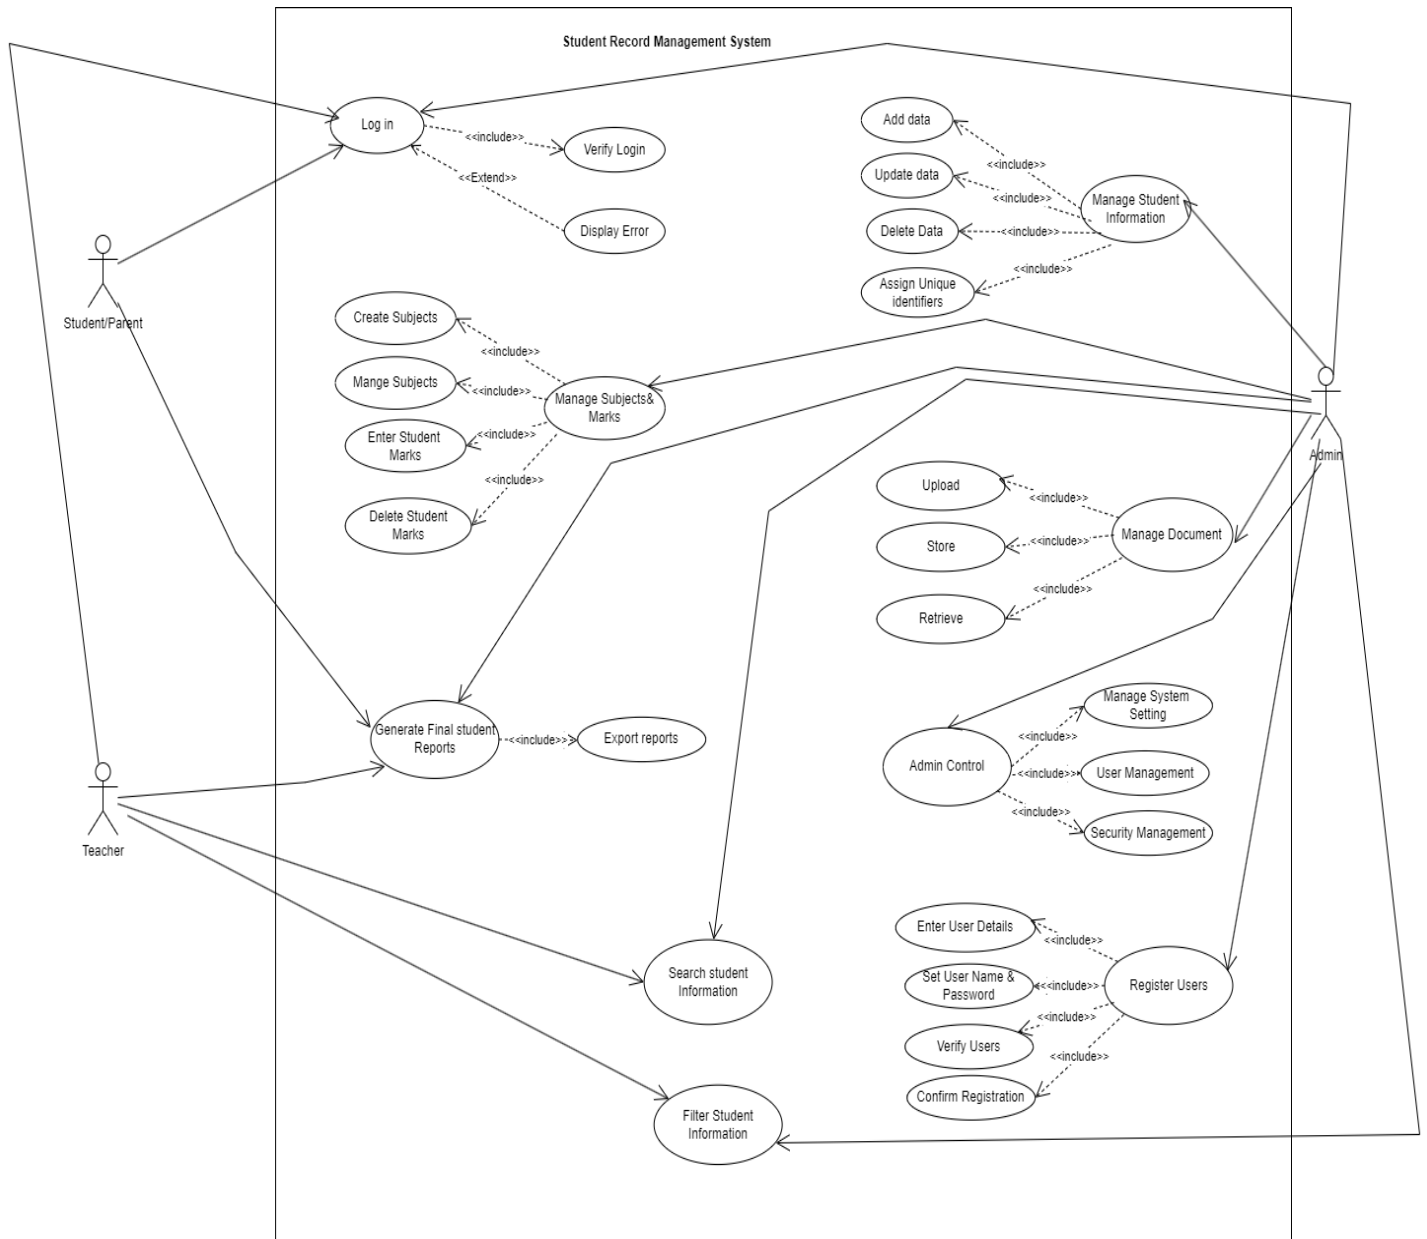 Student Record Management System
Log in
<<include>>
Verify Login
<<Extend>>
Display Error
Add data
<<include>>
Update data
<<include>>
Manage Student
Information
Delete Data
<<include>>
Assign Unique
identifiers
<<include>>
Student/Parent
Create Subjects
<<include>>
Mange Subjects
<<include>>
Manage Subjects&
Marks
Enter Student
Marks
<<include>>
<<include>>
Delete Student
Marks
Admin
Upload
<<include>>
Store
<<include>>
Manage Document
Retrieve
<<include>>
Generate Final student
Reports
<<include>>
Export reports
Manage System
Setting
<<include>>
Admin Control
<<include>>
User Management
<<include>>
Security Management
Teacher
Enter User Details
<<include>>
Search student
Information
Set User Name &
Password
<<include>>
Register Users
<<include>>
Verify Users
<<include>>
Confirm Registration
Filter Student
Information